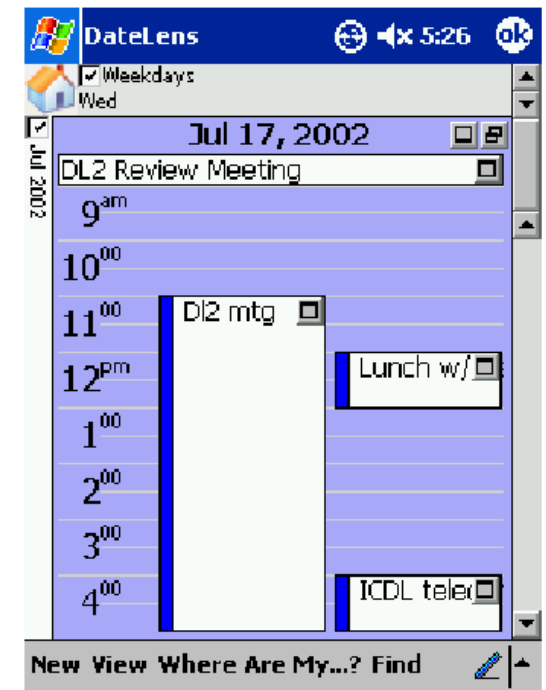 DateLens 5:26 ok
Weekdays
Wed
Jul 2002
Jul 17, 2002
DL2 Review Meeting
9am
1000
1100 Dl2 mtg
12pm Lunch w/
100
200
300
400 ICDL
New View Where Are My...? Find